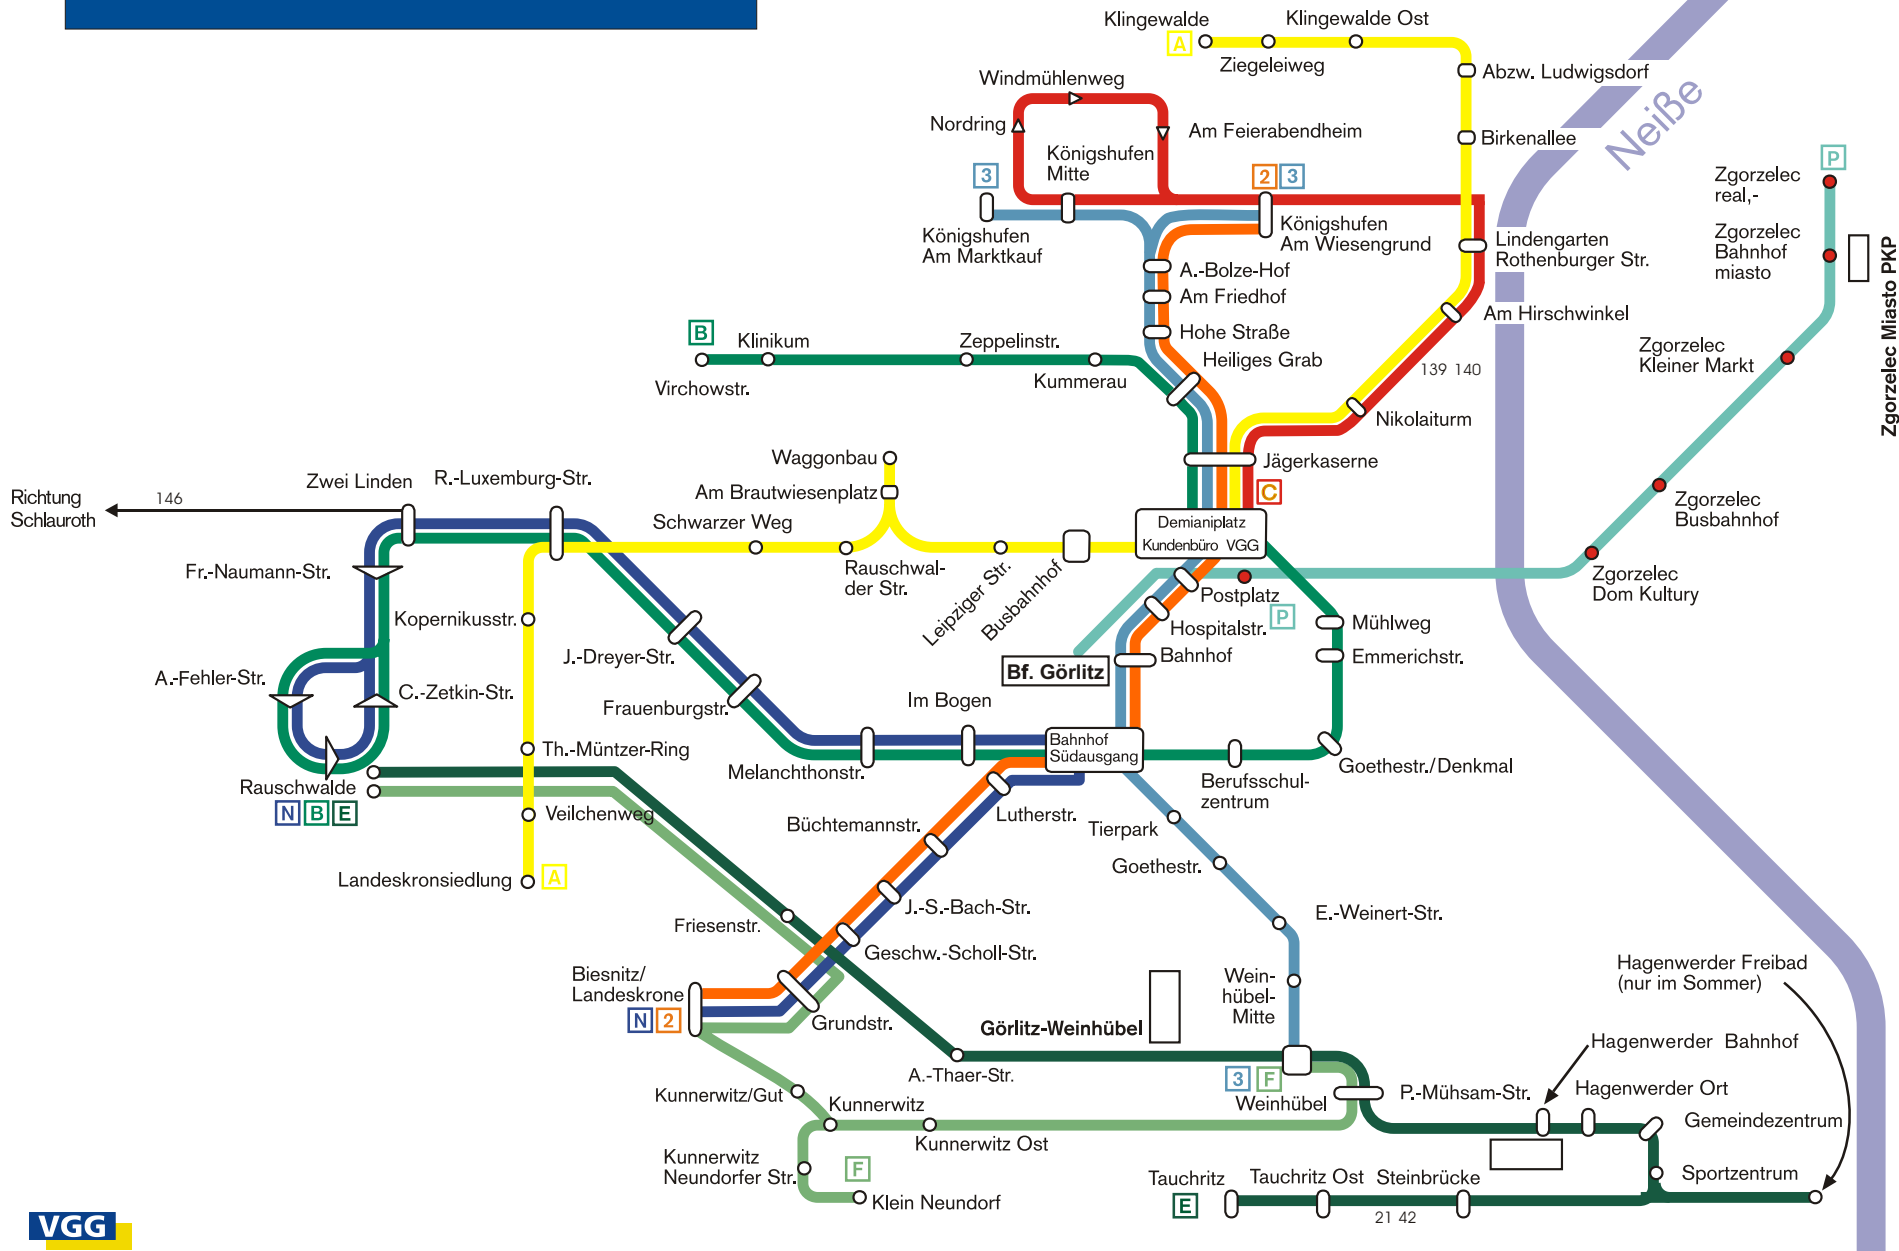 Klingewalde
Klingewalde Ost
A
Ziegeleiweg
Abzw. Ludwigsdorf
Windmühlenweg
Neiße
Nordring
Am Feierabendheim
Birkenallee
Königshufen
Mitte
P
3
2
3
Zgorzelec
real,-
Königshufen
Am Marktkauf
Königshufen
Am Wiesengrund
Lindengarten
Rothenburger Str.
Zgorzelec
Bahnhof
miasto
Zgorzelec Miasto PKP
A.-Bolze-Hof
Am Friedhof
Am Hirschwinkel
B
Klinikum
Zeppelinstr.
Hohe Straße
Heiliges Grab
Zgorzelec
Kleiner Markt
139 140
Virchowstr.
Kummerau
Nikolaiturm
Waggonbau
Jägerkaserne
Zwei Linden
R.-Luxemburg-Str.
Richtung
Schlauroth
146
Am Brautwiesenplatz
C
Zgorzelec
Busbahnhof
Schwarzer Weg
Demianiplatz
Kundenbüro VGG
Fr.-Naumann-Str.
Rauschwal-
der Str.
Leipziger Str.
Busbahnhof
Zgorzelec
Dom Kultury
Postplatz
P
Kopernikusstr.
Hospitalstr.
Mühlweg
J.-Dreyer-Str.
Bahnhof
Emmerichstr.
Bf. Görlitz
A.-Fehler-Str.
C.-Zetkin-Str.
Frauenburgstr.
Im Bogen
Th.-Müntzer-Ring
Bahnhof
Südausgang
Melanchthonstr.
Berufsschul-
zentrum
Goethestr./Denkmal
Rauschwalde
N
B
E
Veilchenweg
Büchtemannstr.
Lutherstr.
Tierpark
Goethestr.
Landeskronsiedlung
A
J.-S.-Bach-Str.
Friesenstr.
E.-Weinert-Str.
Geschw.-Scholl-Str.
Biesnitz/
Landeskrone
N
2
Wein-
hübel-
Mitte
Hagenwerder Freibad
(nur im Sommer)
Grundstr.
Görlitz-Weinhübel
Hagenwerder Bahnhof
A.-Thaer-Str.
3
F
Weinhübel
P.-Mühsam-Str.
Hagenwerder Ort
Kunnerwitz/Gut
Kunnerwitz
Kunnerwitz Ost
Gemeindezentrum
Kunnerwitz
Neundorfer Str.
F
Klein Neundorf
Tauchritz
E
Tauchritz Ost
Steinbrücke
Sportzentrum
21 42
VGG